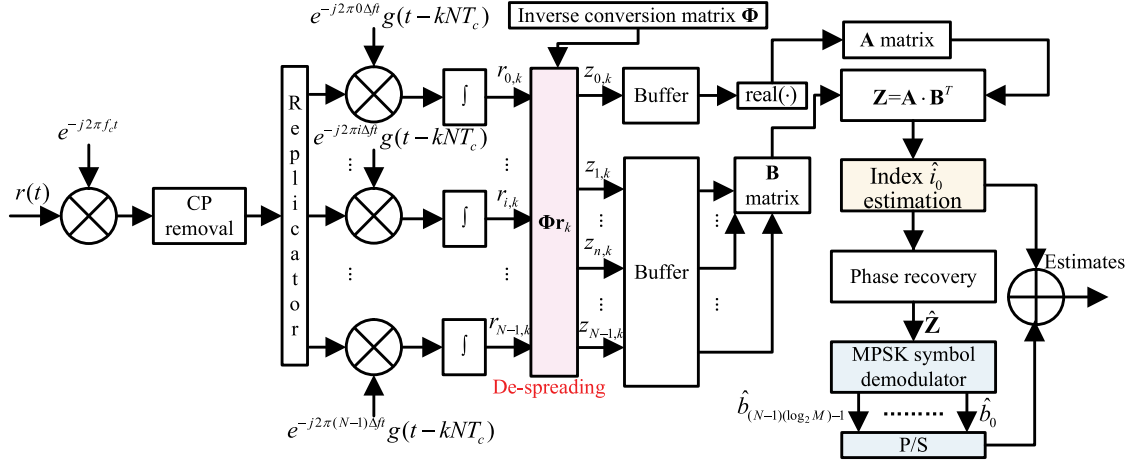 e^{-j2π0Δft} g(t − kNT_c)
Inverse conversion matrix Φ
e^{-j2πf_c t}
r(t)
CP
removal
Replicator
∫
r_{0,k}
z_{0,k}
Buffer
real(·)
A matrix
Z=A · B^T
e^{-j2πiΔft} g(t − kNT_c)
...
...
...
∫
r_{i,k}
Φr_k
z_{1,k}
...
...
z_{n,k}
Buffer
B
matrix
Index î_0
estimation
Phase recovery
Estimates
...
...
...
...
∫
r_{N−1,k}
z_{N−1,k}
De-spreading
Ẑ
MPSK symbol
demodulator
e^{-j2π(N−1)Δft} g(t − kNT_c)
b̂_{(N−1)(log_2 M)−1}
.........
b̂_0
P/S